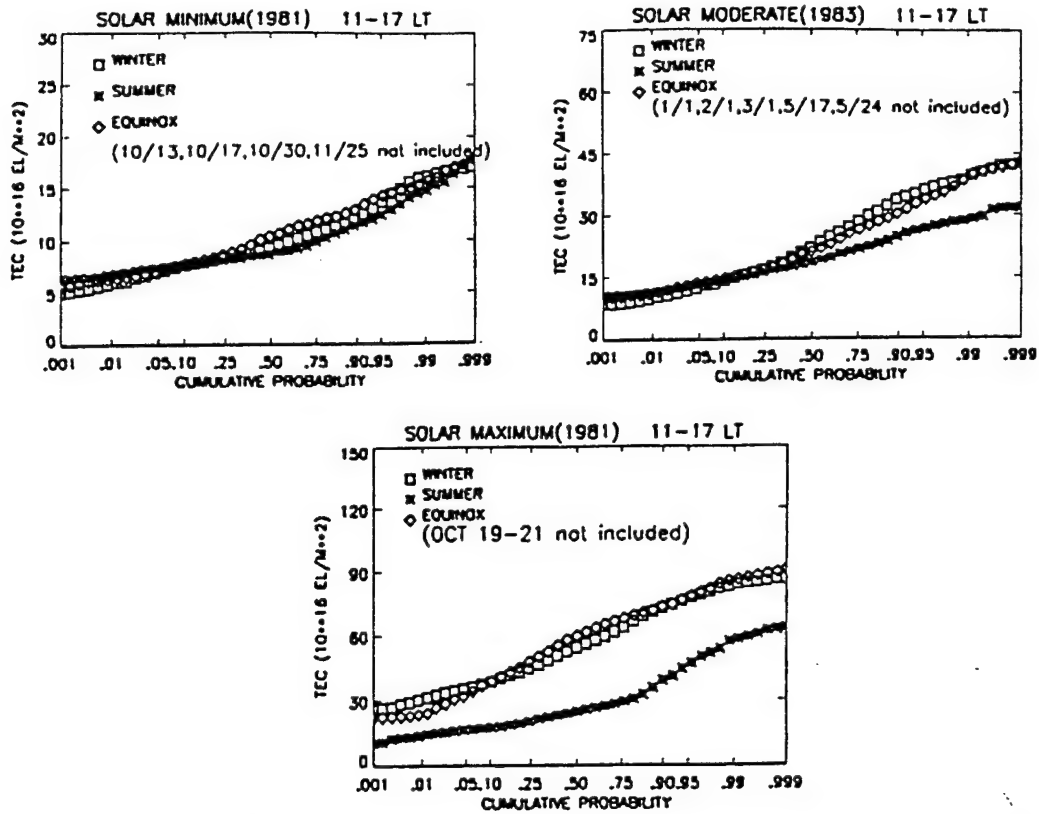 SOLAR MINIMUM(1981) 11-17 LT
30
25
20
15
10
5
0
TEC (10**16 EL/M**2)
WINTER
SUMMER
EQUINOX
(10/13,10/17,10/30,11/25 not included)
.001 .01 .05.10 .25 .50 .75 .90.95 .99 .999
CUMULATIVE PROBABILITY
SOLAR MODERATE(1983) 11-17 LT
75
60
45
30
15
0
TEC (10**16 EL/M**2)
WINTER
SUMMER
EQUINOX
(1/1,2/1,3/1,5/17,5/24 not included)
.001 .01 .05.10 .25 .50 .75 .90.95 .99 .999
CUMULATIVE PROBABILITY
SOLAR MAXIMUM(1981) 11-17 LT
150
120
90
60
30
0
TEC (10**16 EL/M**2)
WINTER
SUMMER
EQUINOX
(OCT 19-21 not included)
.001 .01 .05.10 .25 .50 .75 .90.95 .99 .999
CUMULATIVE PROBABILITY